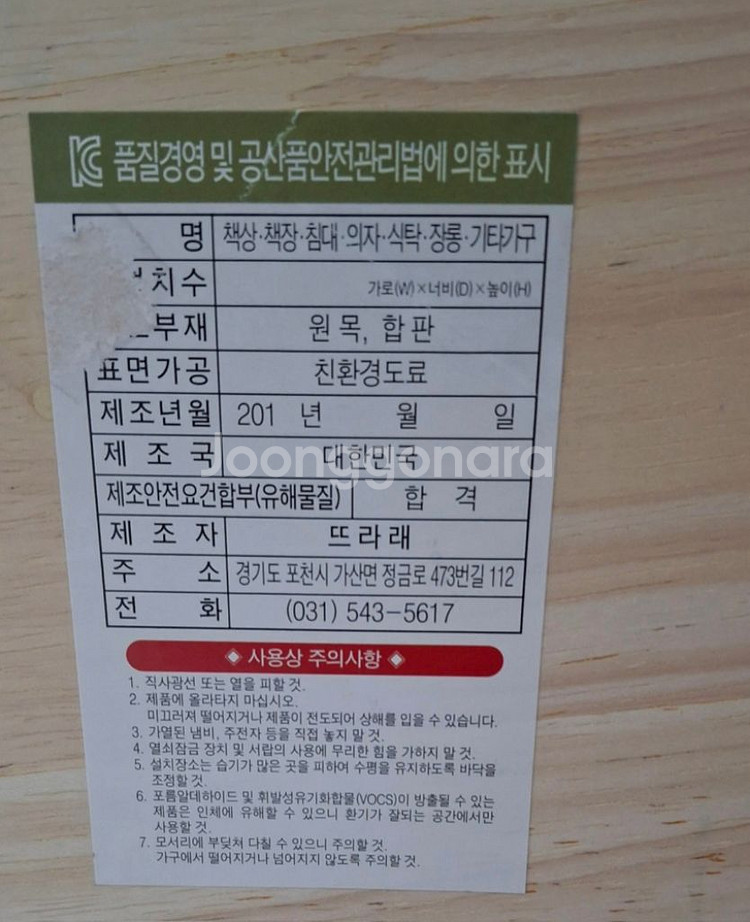 KC 품질경영 및 공산품안전관리법에 의한 표시
명 책상·책장·침대·의자·식탁·장롱·기타가구
치수 가로(W)×너비(D)×높이(H)
부재 원목, 합판
표면가공 친환경도료
제조년월 201 년 월 일
제조국 대한민국
Joonggonara
제조안전요건합부(유해물질) 합격
제조자 뜨라래
주소 경기도 포천시 가산면 정금로 473번길 112
전화 (031) 543-5617
◈ 사용상 주의사항 ◈
1. 직사광선 또는 열을 피할 것.
2. 제품에 올라타지 마십시오.
미끄러져 떨어지거나 제품이 전도되어 상해를 입을 수 있습니다.
3. 가열된 냄비, 주전자 등을 직접 놓지 말 것.
4. 열쇠잠금 장치 및 서랍의 사용에 무리한 힘을 가하지 말 것.
5. 설치장소는 습기가 많은 곳을 피하여 수평을 유지하도록 바닥을
조정할 것.
6. 포름알데하이드 및 휘발성유기화합물(VOCS)이 방출될 수 있는
제품은 인체에 유해할 수 있으니 환기가 잘되는 공간에서만
사용할 것.
7. 모서리에 부딪쳐 다칠 수 있으니 주의할 것.
가구에서 떨어지거나 넘어지지 않도록 주의할 것.